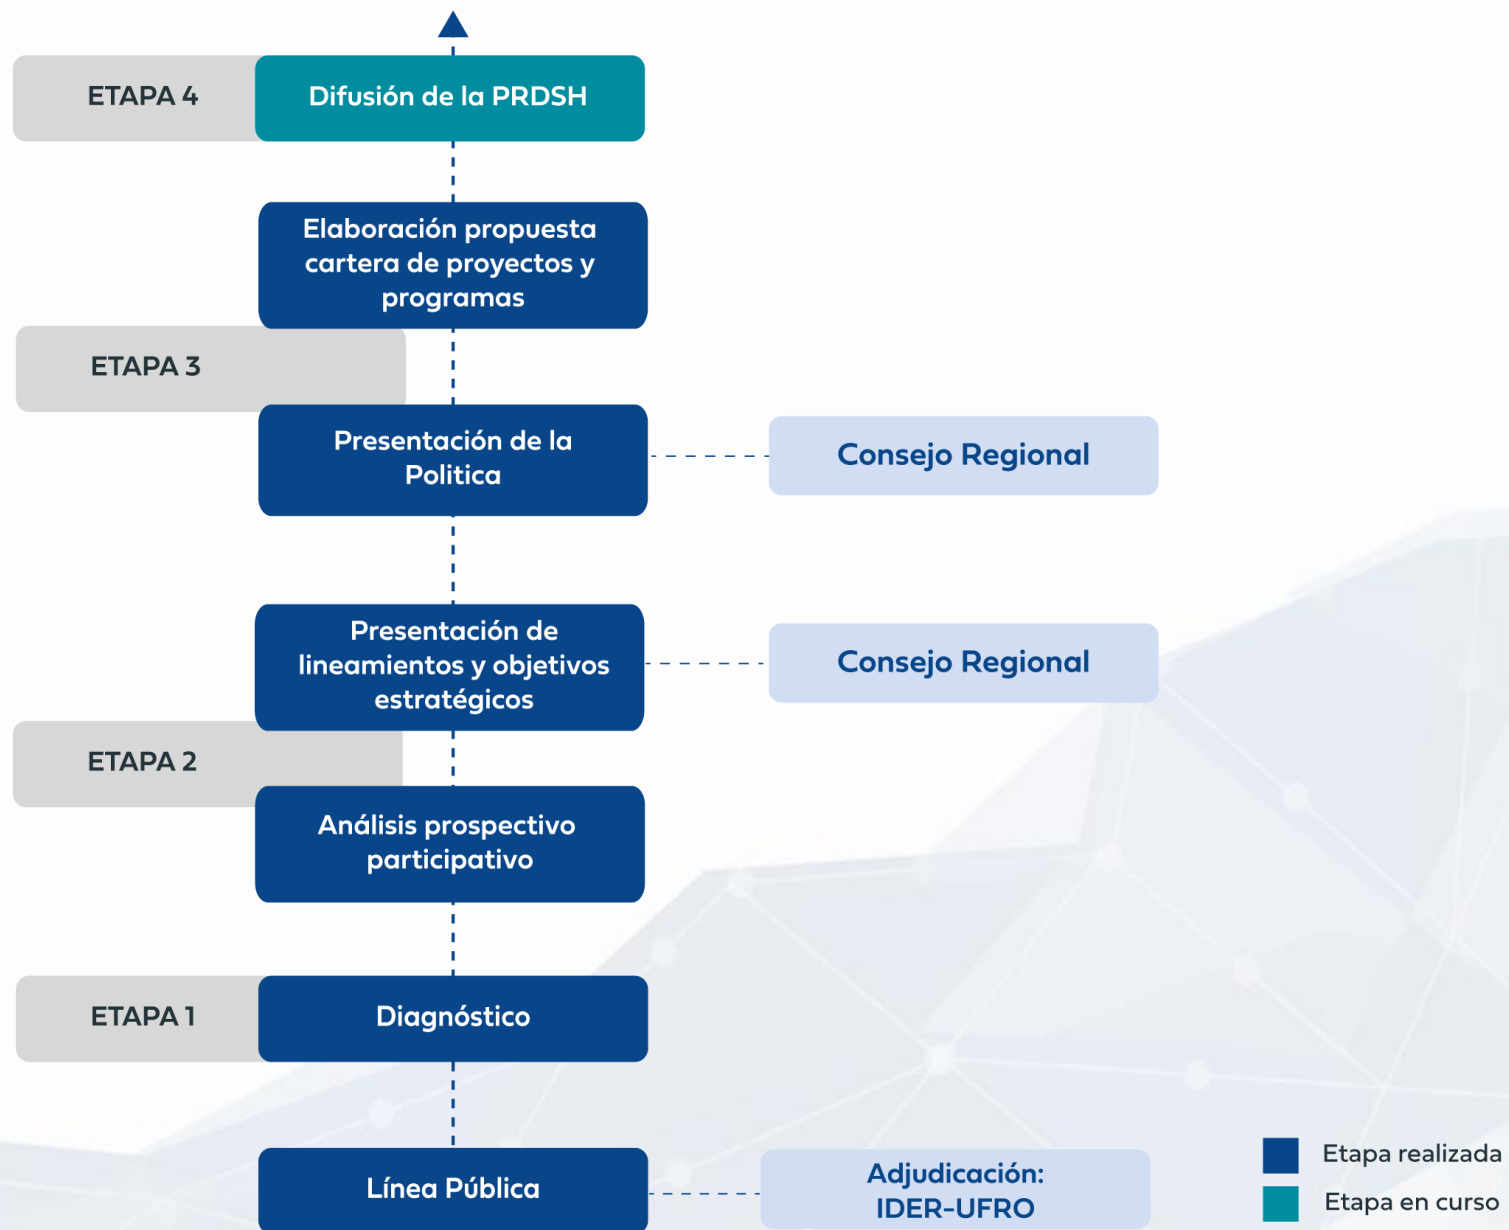 ETAPA 4
Difusión de la PRDSH
Elaboración propuesta
cartera de proyectos y
programas
ETAPA 3
Presentación de la
Politica
Consejo Regional
Presentación de
lineamientos y objetivos
estratégicos
Consejo Regional
ETAPA 2
Análisis prospectivo
participativo
ETAPA 1
Diagnóstico
Línea Pública
Adjudicación:
IDER-UFRO
Etapa realizada
Etapa en curso